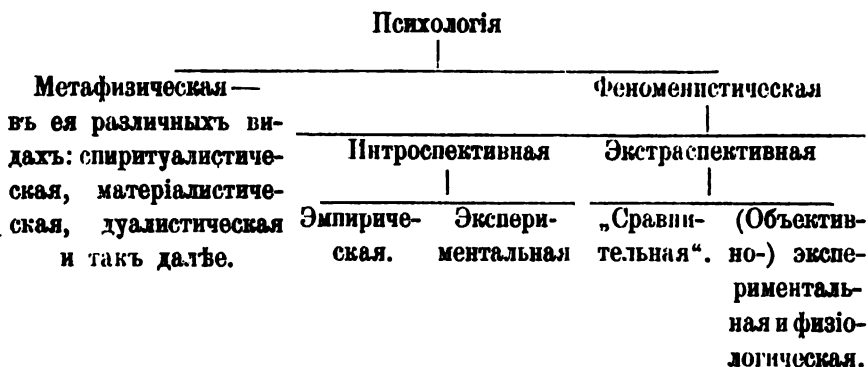 Психологія
Метафизическая —
въ ея различныхъ ви-
дахъ: спиритуалистиче-
ская, матеріалистиче-
ская, дуалистическая
и такъ далѣе.
Феноменистическая
Интроспективная
Экстраспективная
Эмпириче-
ская.
Экспери-
ментальная
„Сравни-
тельная“.
(Объектив-
но-) экспе-
рименталь-
ная и физіо-
логическая.